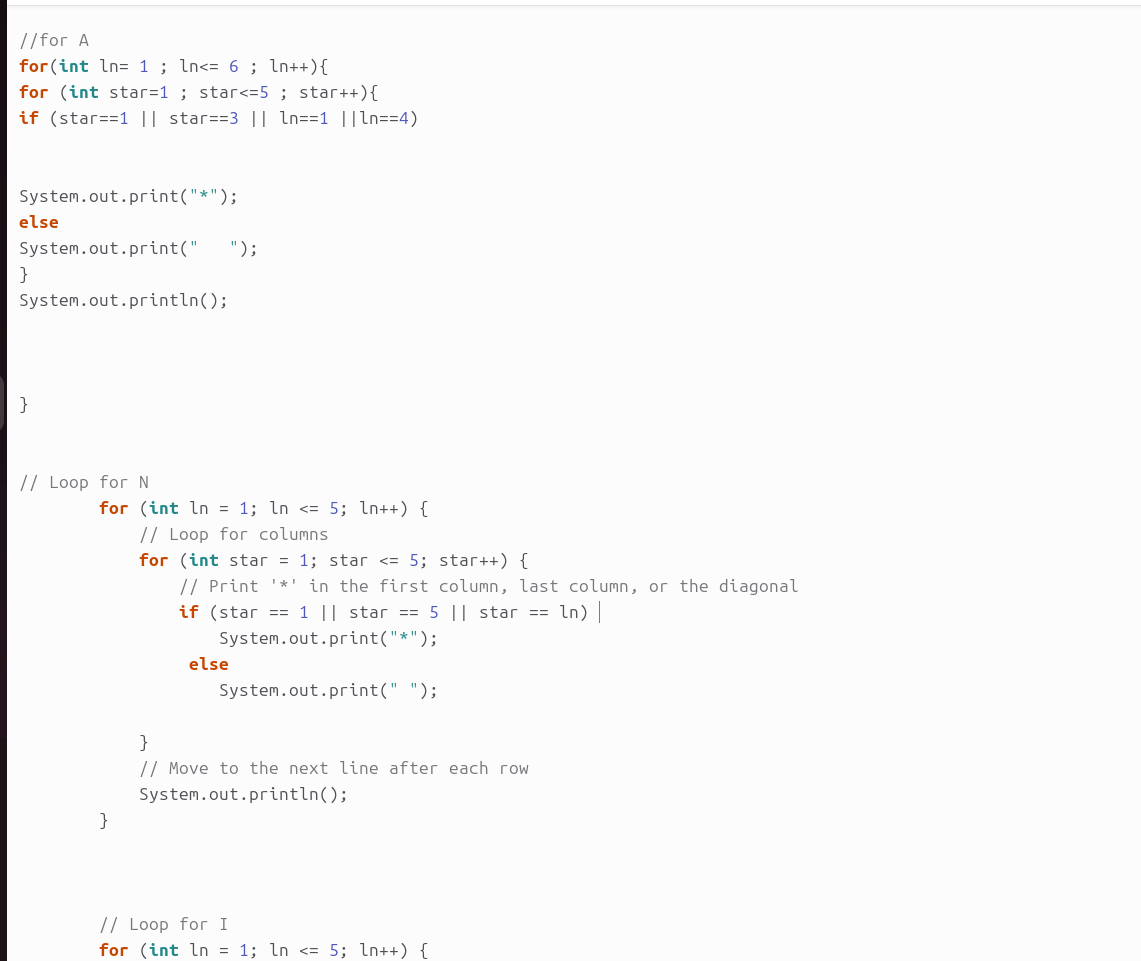 //for A
for(int ln= 1 ; ln<= 6 ; ln++){
for (int star=1 ; star<=5 ; star++){
if (star==1 || star==3 || ln==1 ||ln==4)
System.out.print("*");
else
System.out.print("   ");
}
System.out.println();
}
// Loop for N
        for (int ln = 1; ln <= 5; ln++) {
            // Loop for columns
            for (int star = 1; star <= 5; star++) {
                // Print '*' in the first column, last column, or the diagonal
                if (star == 1 || star == 5 || star == ln)
                    System.out.print("*");
                 else
                    System.out.print(" ");
            }
            // Move to the next line after each row
            System.out.println();
        }
        // Loop for I
        for (int ln = 1; ln <= 5; ln++) {